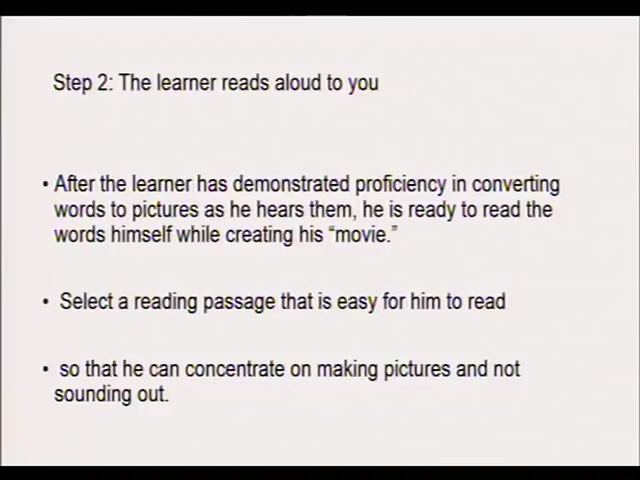 Step 2: The learner reads aloud to you
• After the learner has demonstrated proficiency in converting
words to pictures as he hears them, he is ready to read the
words himself while creating his “movie.”
• Select a reading passage that is easy for him to read
• so that he can concentrate on making pictures and not
sounding out.